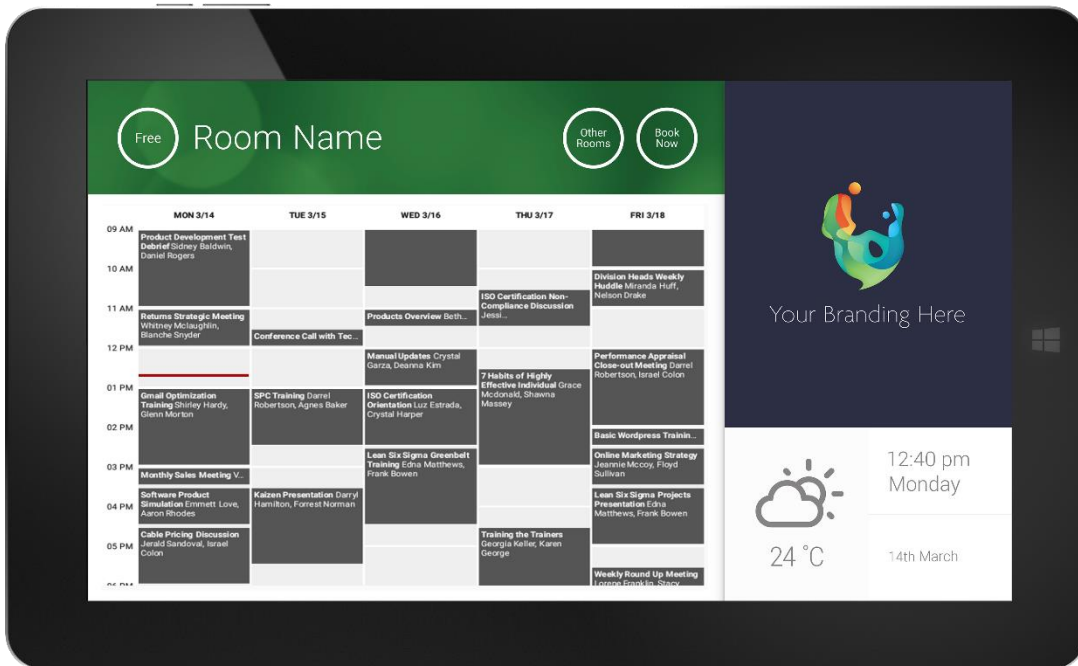 Free
Room Name
Other
Rooms
Book
Now
MON 3/14
TUE 3/15
WED 3/16
THU 3/17
FRI 3/18
09 AM
10 AM
11 AM
12 PM
01 PM
02 PM
03 PM
04 PM
05 PM
06 PM
Product Development Test
Debrief Sidney Baldwin,
Daniel Rogers
Returns Strategic Meeting
Whitney Mclaughlin,
Blanche Snyder
Gmail Optimization
Training Shirley Hardy,
Glenn Morton
Monthly Sales Meeting V...
Software Product
Simulation Emmett Love,
Aaron Rhodes
Cable Pricing Discussion
Jerald Sandoval, Israel
Colon
Conference Call with Tec...
SPC Training Darrel
Robertson, Agnes Baker
Kaizen Presentation Darryl
Hamilton, Forrest Norman
Products Overview Beth...
Manual Updates Crystal
Garza, Deanna Kim
ISO Certification
Orientation Luz Estrada,
Crystal Harper
Lean Six Sigma Greenbelt
Training Edna Matthews,
Frank Bowen
ISO Certification Non-
Compliance Discussion
Jessi...
7 Habits of Highly
Effective Individual Grace
Mcdonald, Shawna
Massey
Training the Trainers
Georgia Keller, Karen
George
Division Heads Weekly
Huddle Miranda Huff,
Nelson Drake
Performance Appraisal
Close-out Meeting Darrel
Robertson, Israel Colon
Basic Wordpress Trainin...
Online Marketing Strategy
Jeannie Mccoy, Floyd
Sullivan
Lean Six Sigma Projects
Presentation Edna
Matthews, Frank Bowen
Weekly Round Up Meeting
Lorene Franklin, Stacy
Your Branding Here
24 °C
12:40 pm
Monday
14th March